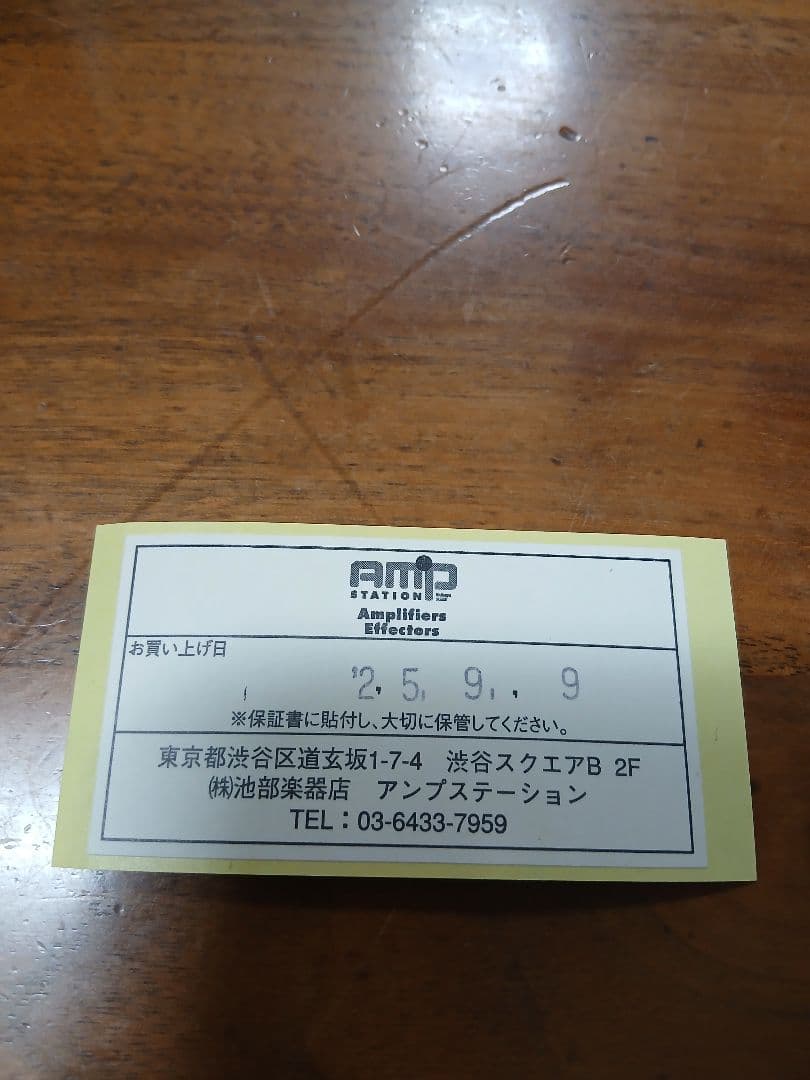 AMP
STATION
Amplifiers
Effectors
お買い上げ日
'2. 5. 9. 9
※保証書に貼付し、大切に保管してください。
東京都渋谷区道玄坂1-7-4 渋谷スクエアB 2F
㈱池部楽器店 アンプステーション
TEL：03-6433-7959